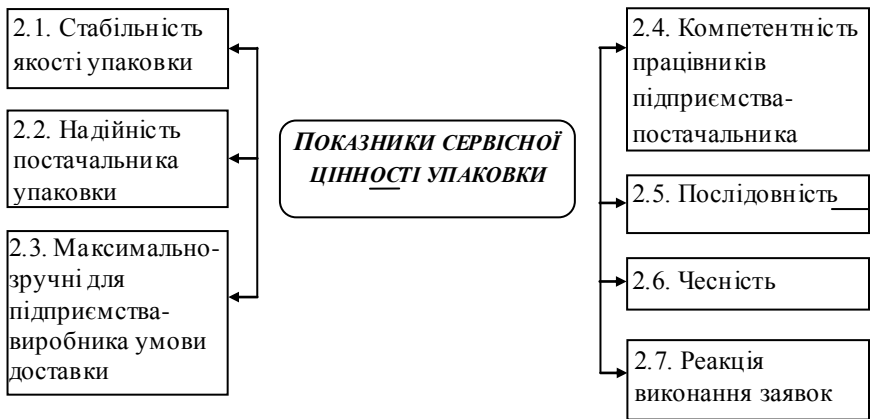 2.1. Стабільність
якості упаковки
2.2. Надійність
постачальника
упаковки
2.3. Максимально-
зручні для
підприємства-
виробника умови
доставки
ПОКАЗНИКИ СЕРВІСНОЇ
ЦІННОСТІ УПАКОВКИ
2.4. Компетентність
працівників
підприємства-
постачальника
2.5. Послідовність
2.6. Чесність
2.7. Реакція
виконання заявок